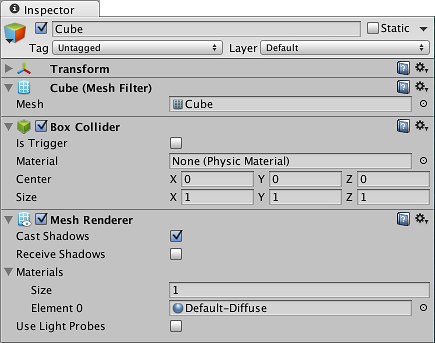 Inspector
Cube Static
Tag Untagged Layer Default
Transform
Cube (Mesh Filter)
Mesh Cube
Box Collider
Is Trigger
Material None (Physic Material)
Center X 0 Y 0 Z 0
Size X 1 Y 1 Z 1
Mesh Renderer
Cast Shadows
Receive Shadows
Materials
Size 1
Element 0 Default-Diffuse
Use Light Probes